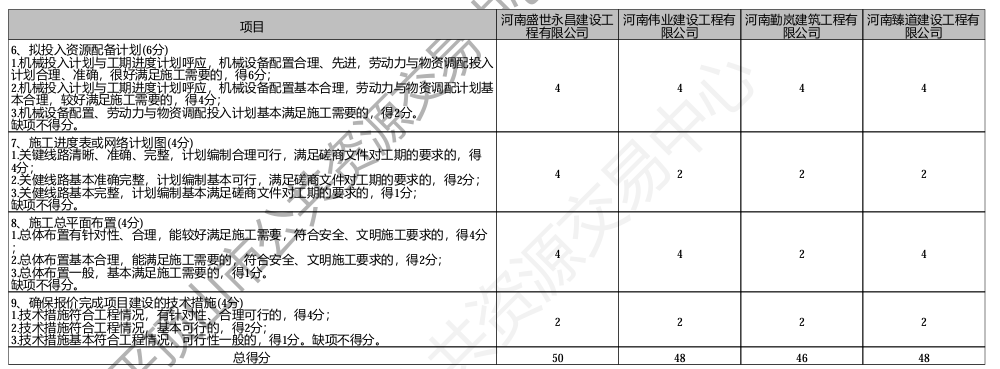 项目
河南盛世永昌建设工
程有限公司
河南伟业建设工程有
限公司
河南勤岚建筑工程有
限公司
河南臻道建设工程有
限公司
6、拟投入资源配备计划(6分)
1.机械投入计划与工期进度计划呼应，机械设备配置合理、先进，劳动力与物资调配投入
计划合理、准确，很好满足施工需要的，得6分；
2.机械投入计划与工期进度计划呼应，机械设备配置基本合理，劳动力与物资调配计划基
本合理，较好满足施工需要的，得4分；
3.机械设备配置、劳动力与物资调配投入计划基本满足施工需要的，得2分。
缺项不得分。
4
4
4
4
7、施工进度表或网络计划图(4分)
1.关键线路清晰、准确、完整，计划编制合理可行，满足磋商文件对工期的要求的，得
4分；
2.关键线路基本准确完整，计划编制基本可行，满足磋商文件对工期的要求的，得2分；
3.关键线路基本完整，计划编制基本满足磋商文件对工期的要求的，得1分；
缺项不得分。
4
2
2
2
8、施工总平面布置(4分)
1.总体布置有针对性、合理，能较好满足施工需要，符合安全、文明施工要求的，得4分
；
2.总体布置基本合理，能满足施工需要的，符合安全、文明施工要求的，得2分；
3.总体布置一般，基本满足施工需要的，得1分。
缺项不得分。
4
4
2
4
9、确保报价完成项目建设的技术措施(4分)
1.技术措施符合工程情况，有针对性、合理可行的，得4分；
2.技术措施符合工程情况，基本可行的，得2分；
3.技术措施基本符合工程情况，可行性一般的，得1分。缺项不得分。
2
2
2
2
总得分
50
48
46
48
平顶山市公共资源交易中心
共资源交易中心